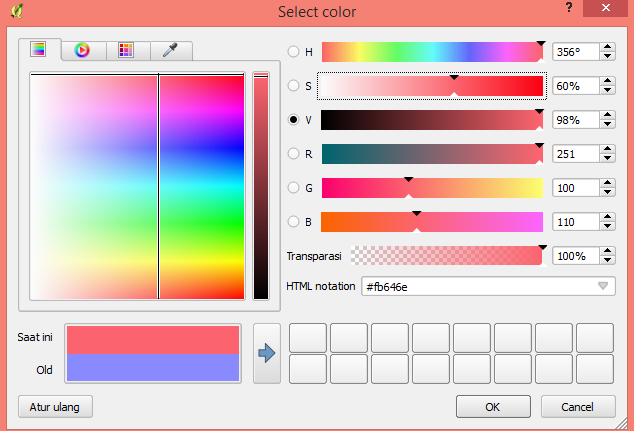 Select color
?
H
356°
S
60%
V
98%
R
251
G
100
B
110
Transparasi
100%
HTML notation
#fb646e
Saat ini
Old
Atur ulang
OK
Cancel